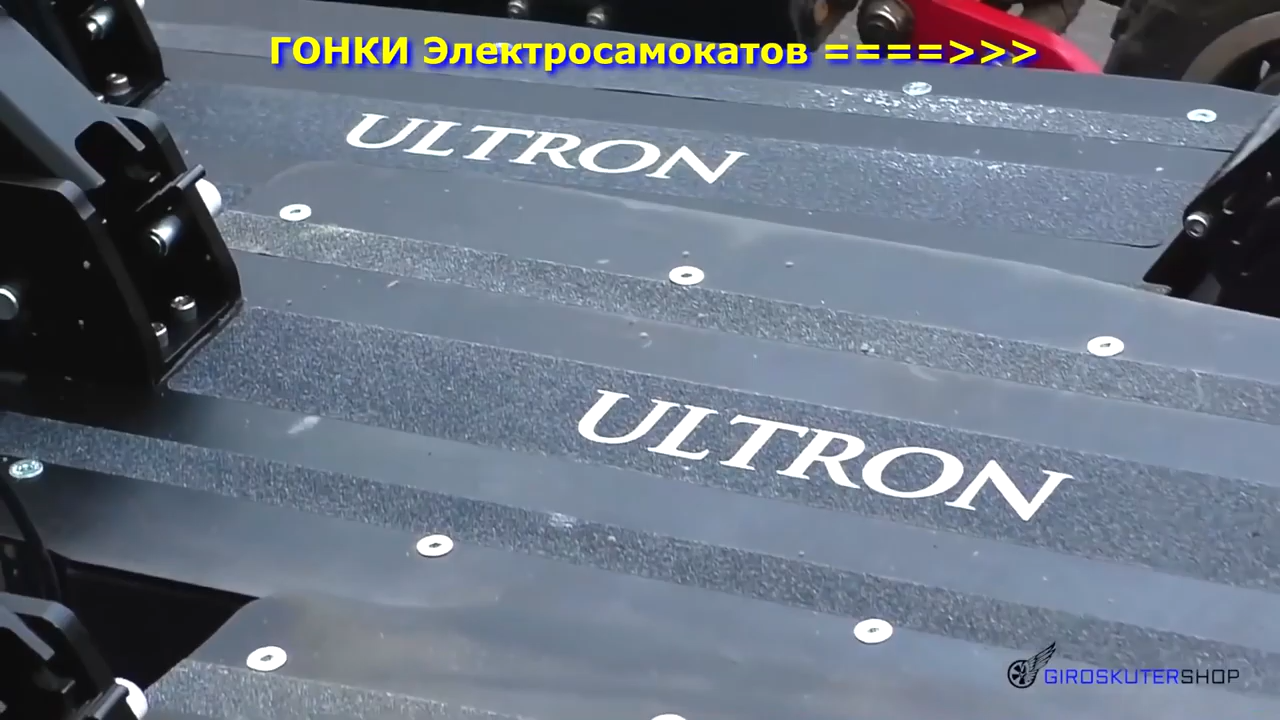 ГОНКИ Электросамокатов ====>>>
ULTRON
ULTRON
GIROSKUTERSHOP